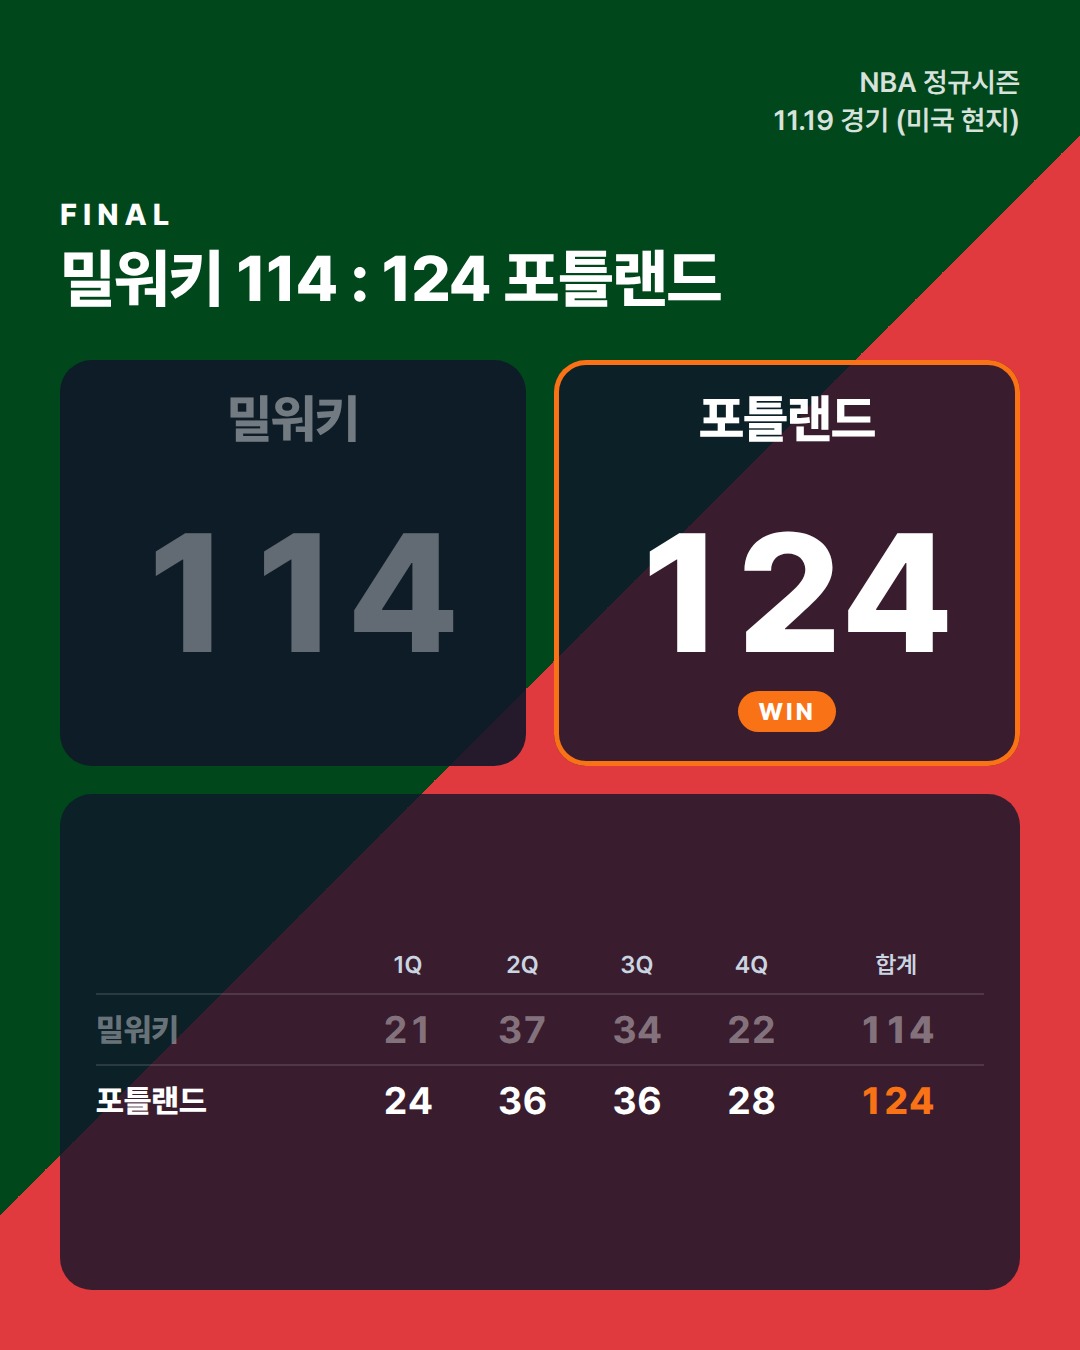 NBA 정규시즌
11.19 경기 (미국 현지)
FINAL
밀워키 114 : 124 포틀랜드
밀워키
114
포틀랜드
124
WIN
1Q 2Q 3Q 4Q 합계
밀워키 21 37 34 22 114
포틀랜드 24 36 36 28 124